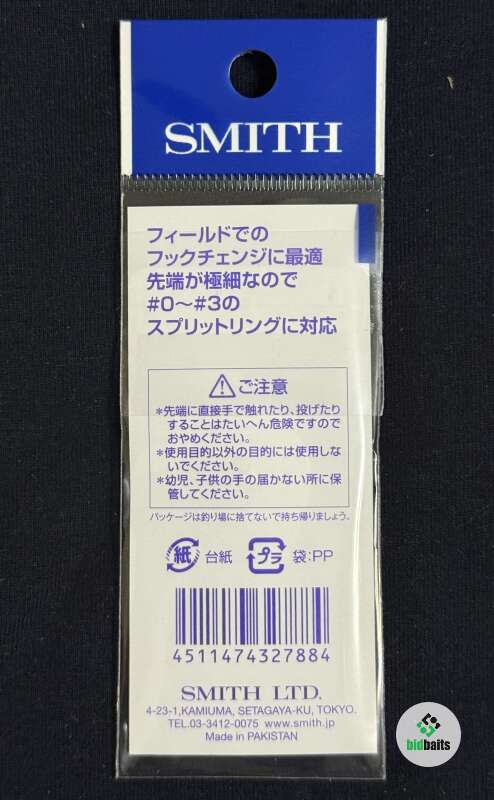 SMITH
フィールドでの
フックチェンジに最適
先端が極細なので
#0〜#3の
スプリットリングに対応
ご注意
*先端に直接手で触れたり、投げたり
することはたいへん危険ですので
おやめください。
*使用目的以外の目的には使用しな
いでください。
*幼児、子供の手の届かない所に保
管してください。
パッケージは釣り場に捨てないで持ち帰りましょう。
紙 台紙 プラ 袋:PP
4511474327884
SMITH LTD.
4-23-1,KAMIUMA, SETAGAYA-KU, TOKYO.
TEL.03-3412-0075 www.smith.jp
Made in PAKISTAN
bidbaits